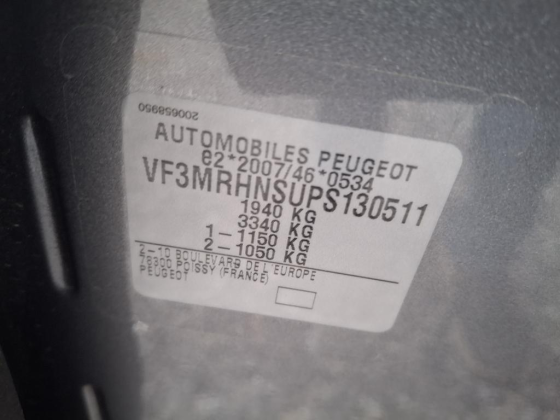 200658950
AUTOMOBILES PEUGEOT
e2*2007/46*0534
VF3MRHNSUPS130511
1940 KG
3340 KG
1-1150 KG
2-1050 KG
2-10 BOULEVARD DE L'EUROPE
78300 POISSY (FRANCE)
PEUGEOT